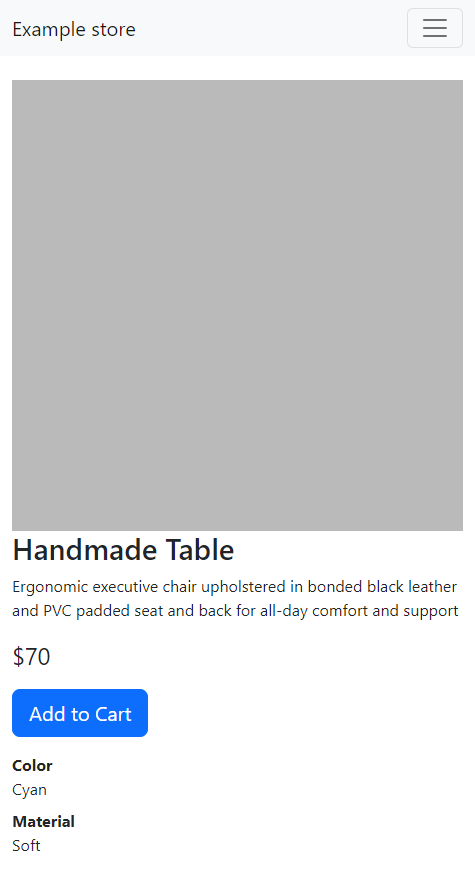 Example store
Handmade Table
Ergonomic executive chair upholstered in bonded black leather
and PVC padded seat and back for all-day comfort and support
$70
Add to Cart
Color
Cyan
Material
Soft